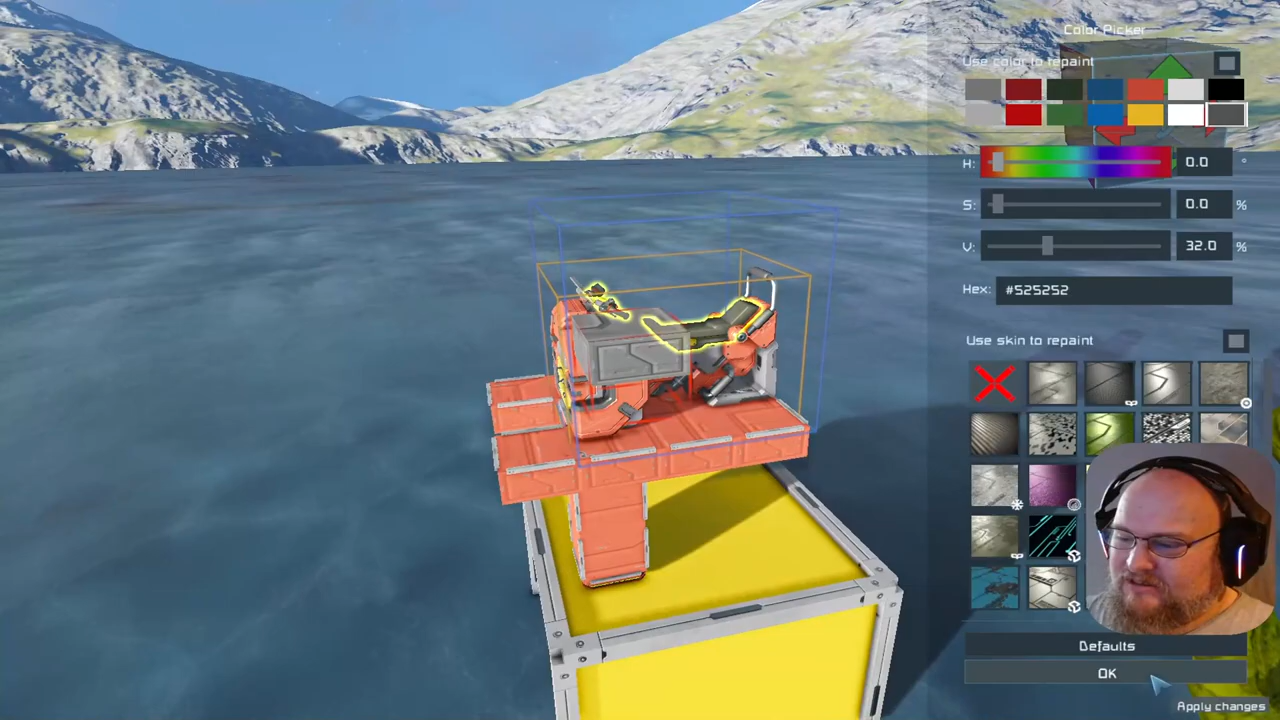 Color Picker
Use color to repaint
H: 0.0 °
S: 0.0 %
V: 32.0 %
Hex: #525252
Use skin to repaint
Defaults
OK
Apply changes